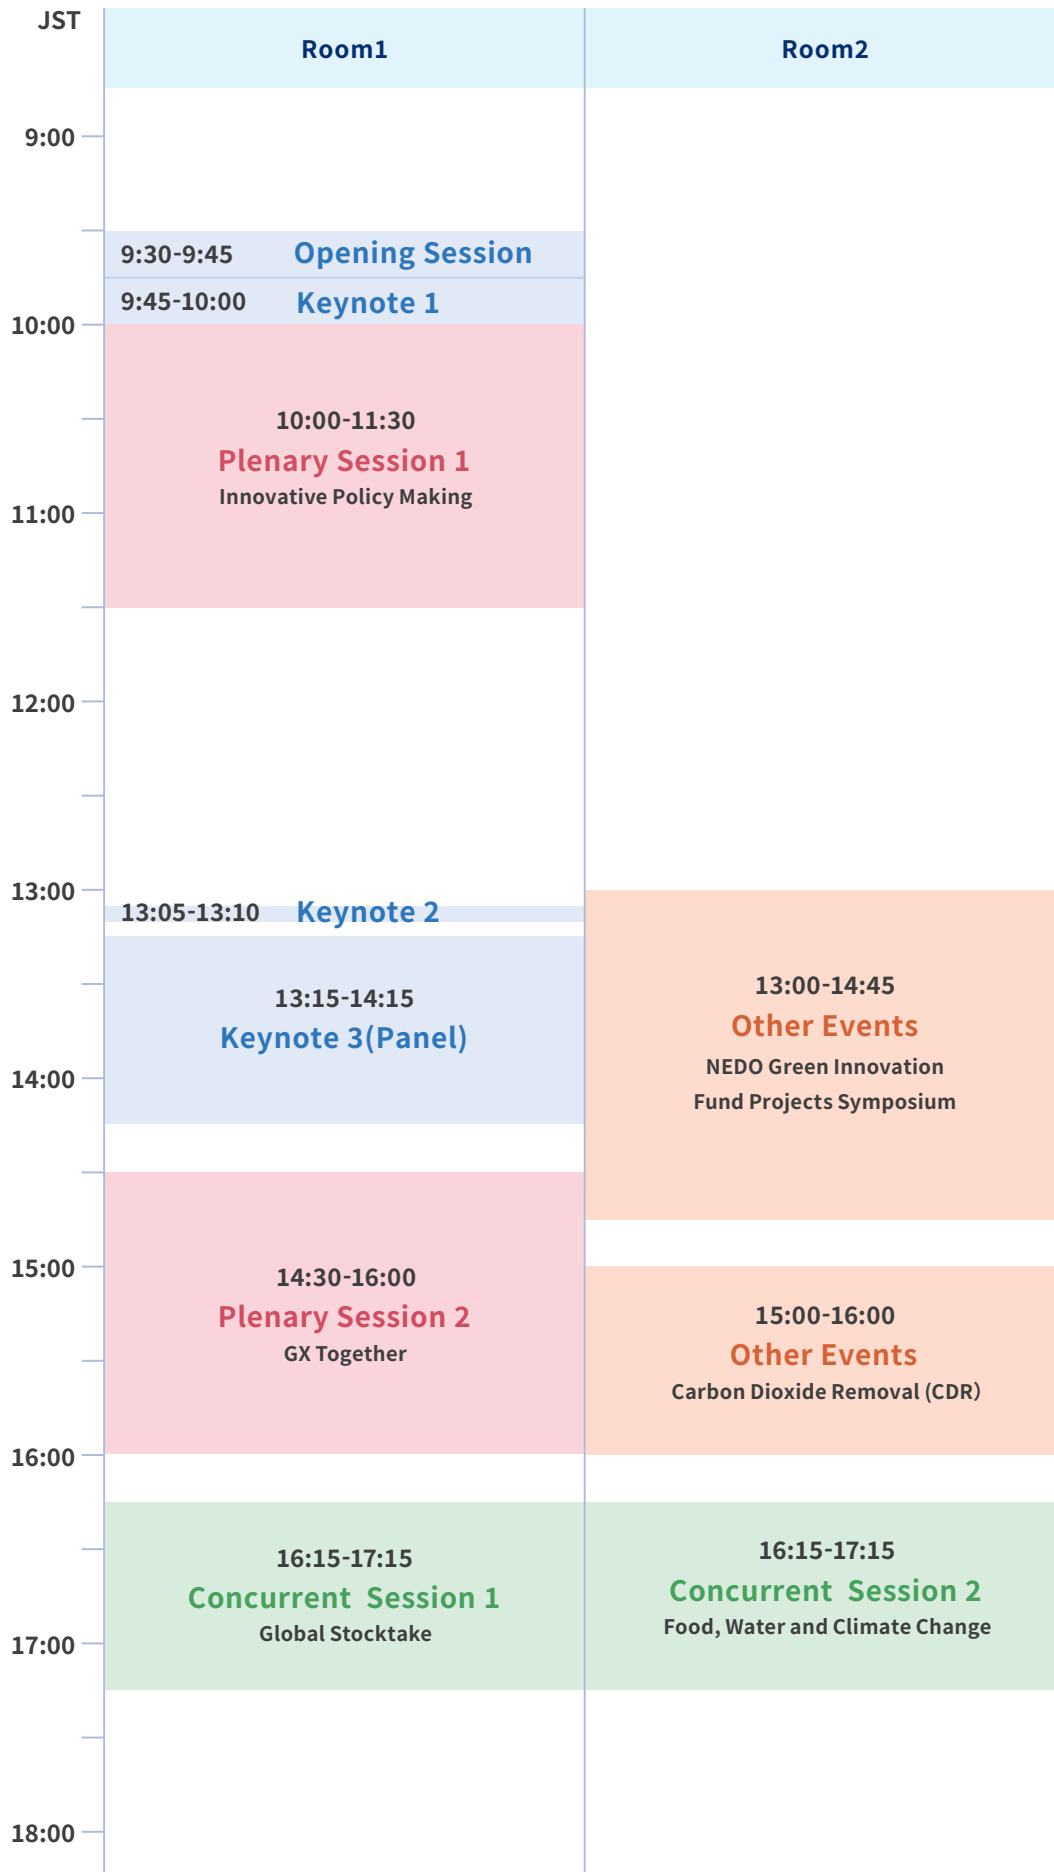 JST
Room1
Room2
9:00
9:30-9:45 Opening Session
9:45-10:00 Keynote 1
10:00
10:00-11:30
Plenary Session 1
Innovative Policy Making
11:00
12:00
13:00
13:05-13:10 Keynote 2
13:15-14:15
Keynote 3(Panel)
13:00-14:45
Other Events
NEDO Green Innovation
Fund Projects Symposium
14:00
14:30-16:00
Plenary Session 2
GX Together
15:00
15:00-16:00
Other Events
Carbon Dioxide Removal (CDR）
16:00
16:15-17:15
Concurrent  Session 1
Global Stocktake
16:15-17:15
Concurrent  Session 2
Food, Water and Climate Change
17:00
18:00